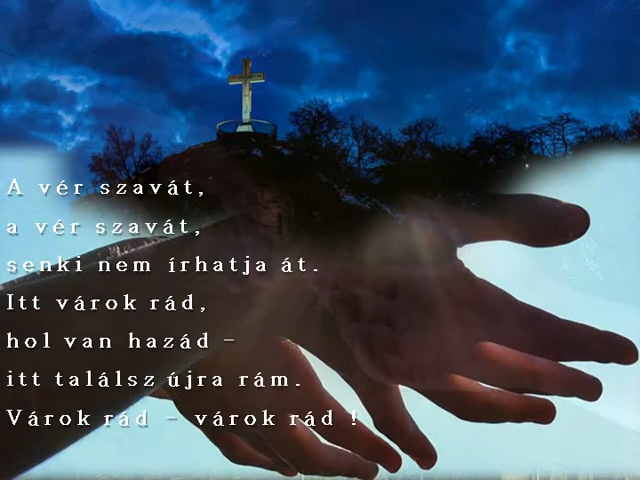 A vér szavát,
a vér szavát,
senki nem írhatja át.
Itt várok rád,
hol van hazád -
itt találsz újra rám.
Várok rád - várok rád !